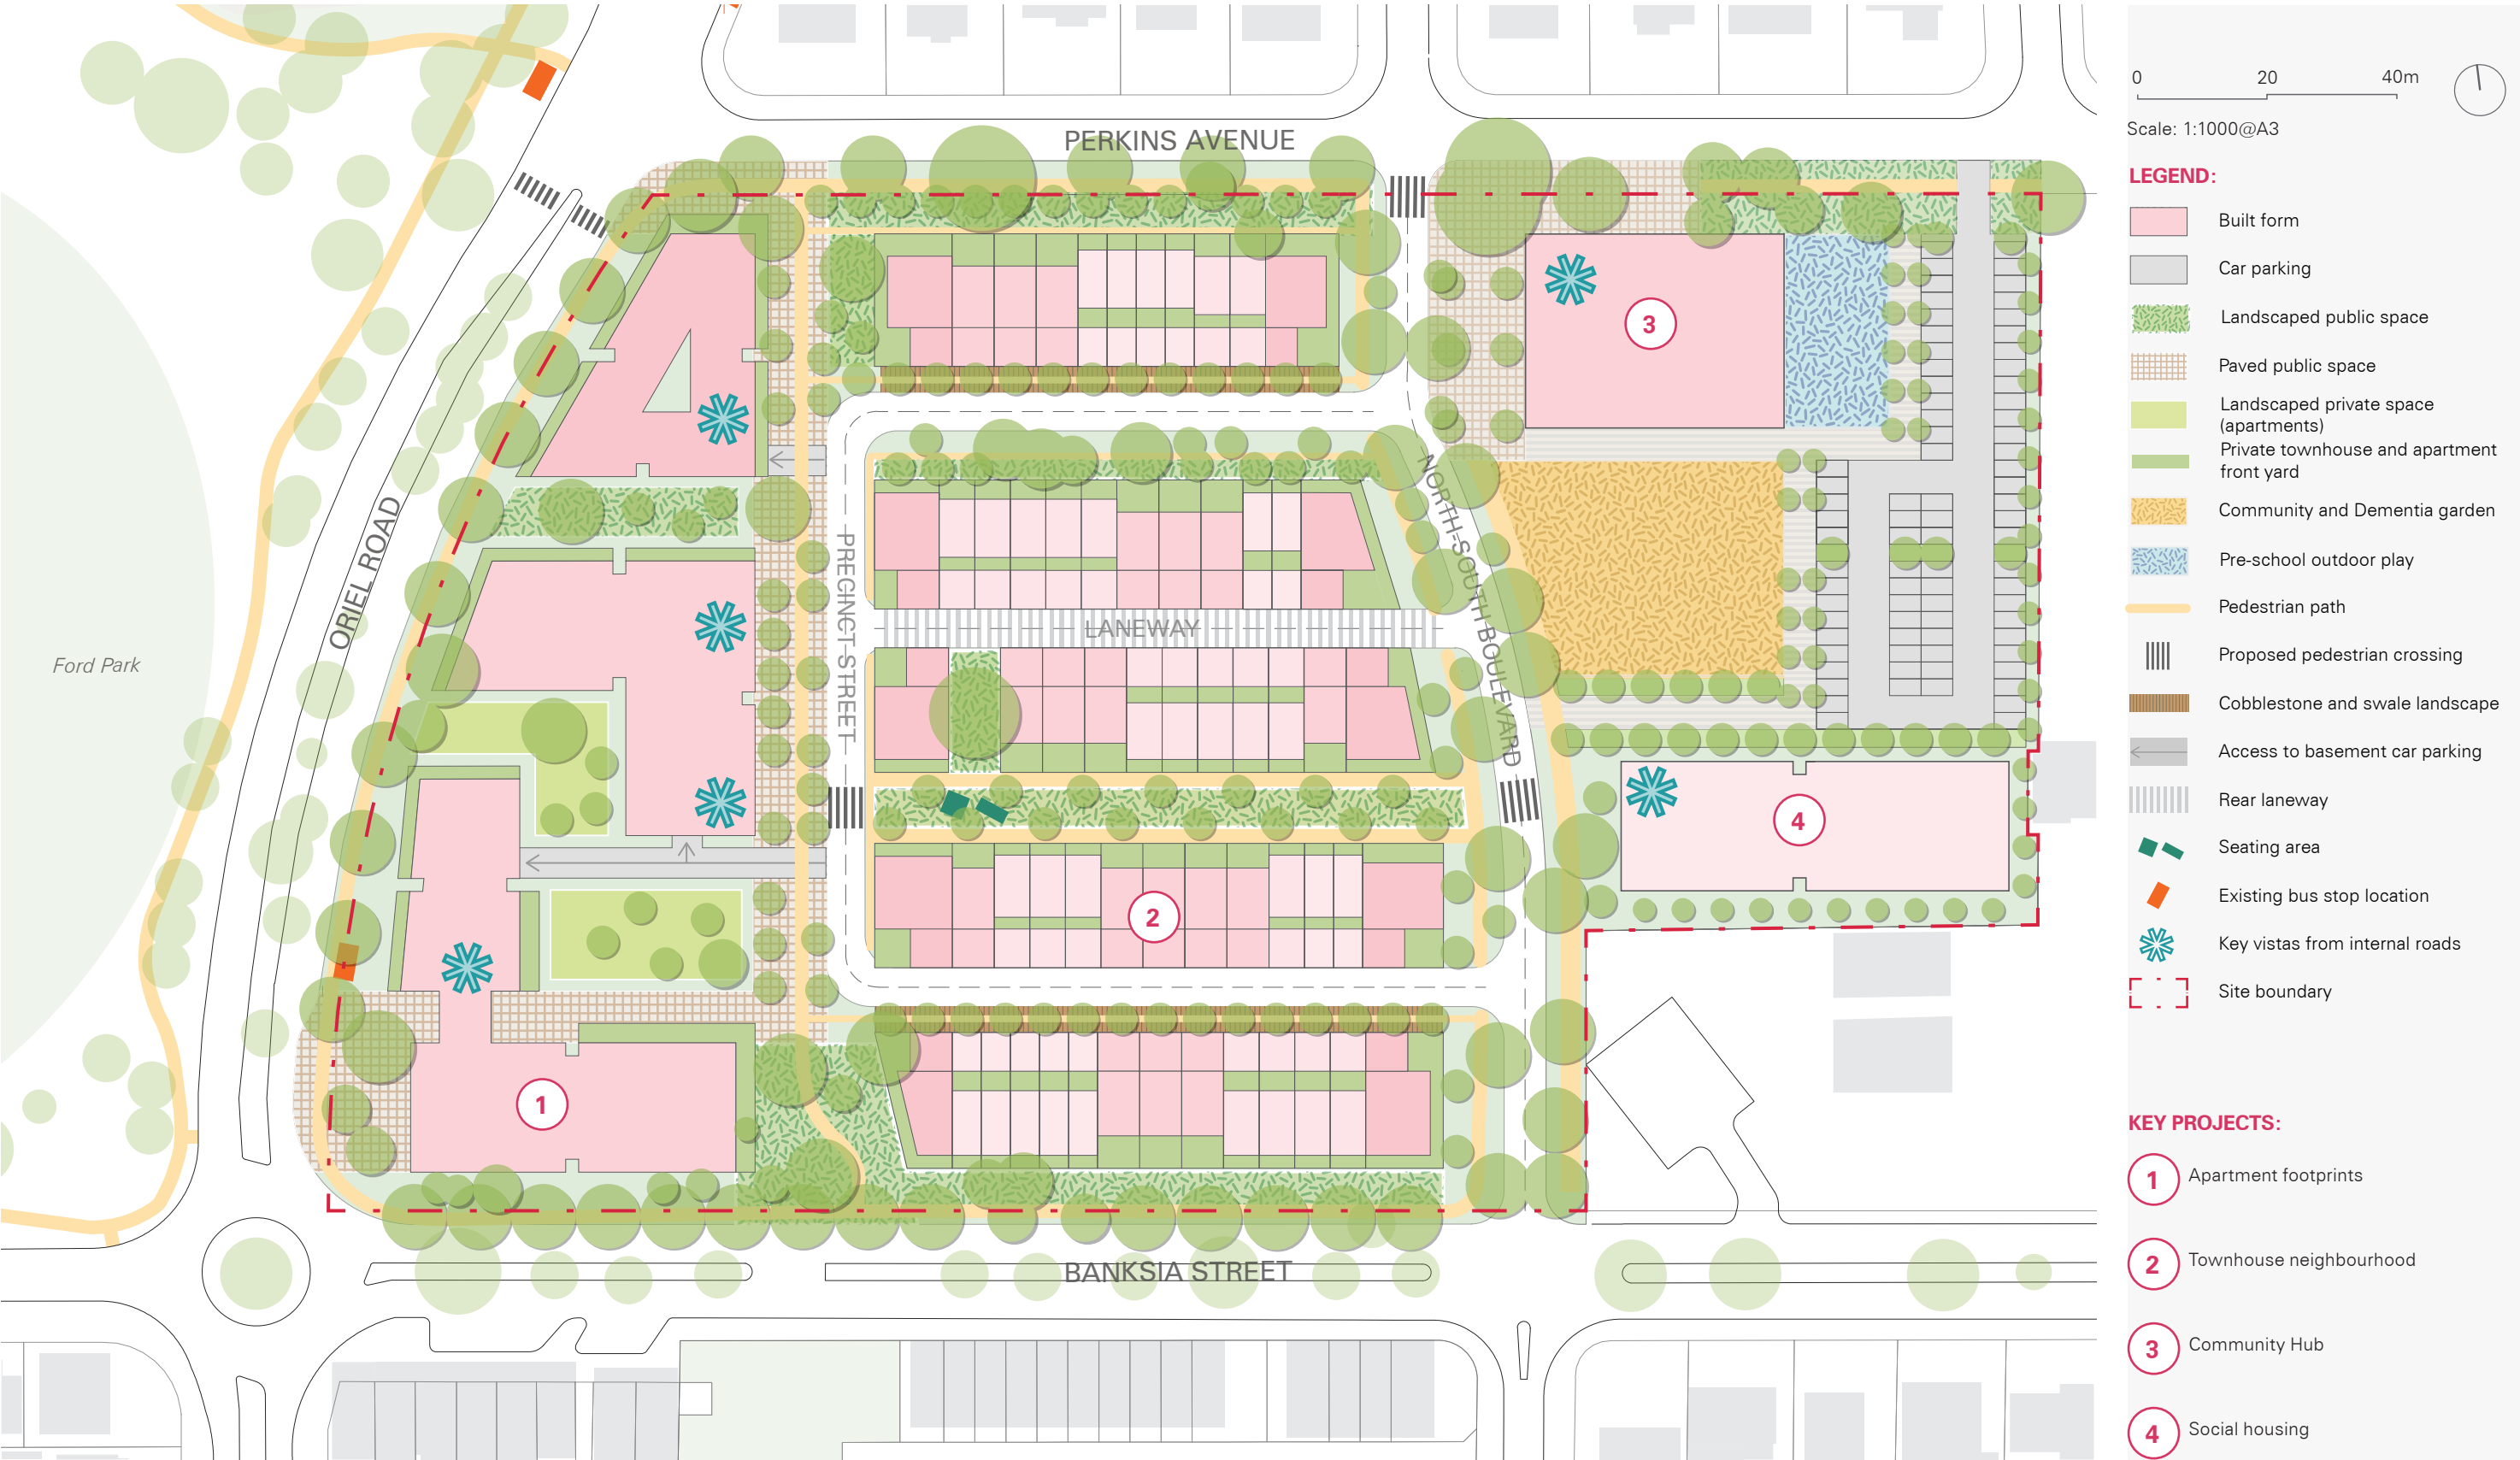 PERKINS AVENUE
ORIEL ROAD
Ford Park
PRECINCT STREET
NORTH-SOUTH BOULEVARD
LANEWAY
BANKSIA STREET
3
4
2
1
0 20 40m
Scale: 1:1000@A3
LEGEND:
Built form
Car parking
Landscaped public space
Paved public space
Landscaped private space
(apartments)
Private townhouse and apartment
front yard
Community and Dementia garden
Pre-school outdoor play
Pedestrian path
Proposed pedestrian crossing
Cobblestone and swale landscape
Access to basement car parking
Rear laneway
Seating area
Existing bus stop location
Key vistas from internal roads
Site boundary
KEY PROJECTS:
1 Apartment footprints
2 Townhouse neighbourhood
3 Community Hub
4 Social housing